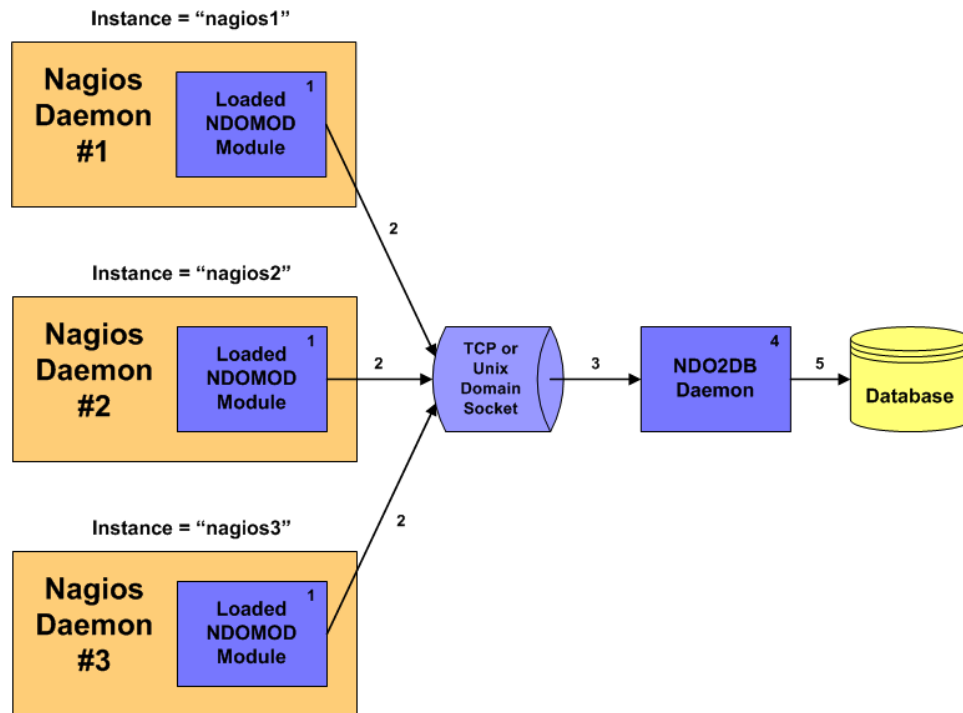 Instance = “nagios1”
Nagios
Daemon
#1
1
Loaded
NDOMOD
Module
2
Instance = “nagios2”
Nagios
Daemon
#2
1
Loaded
NDOMOD
Module
2
TCP or
Unix
Domain
Socket
3
4
NDO2DB
Daemon
5
Database
Instance = “nagios3”
Nagios
Daemon
#3
1
Loaded
NDOMOD
Module
2